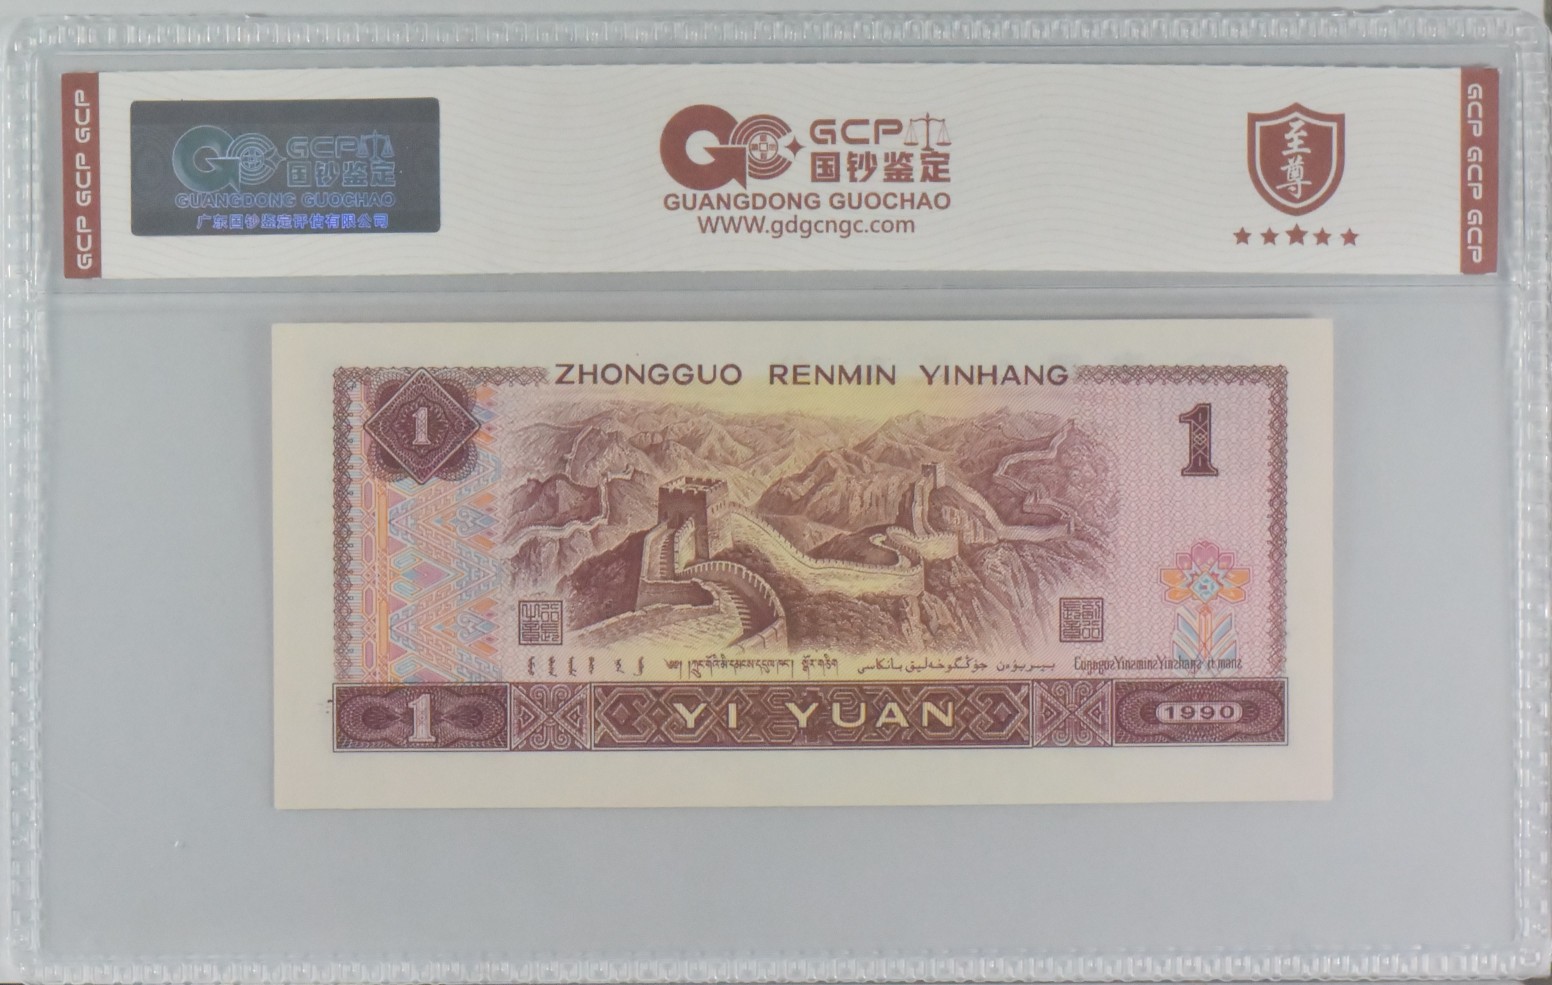 GCP GCP GCP
GCP
国钞鉴定
GUANGDONG GUOCHAO
广东国钞鉴定评估有限公司
GCP
国钞鉴定
GUANGDONG GUOCHAO
WWW.gdgcngc.com
至尊
GCP GCP GCP
ZHONGGUO RENMIN YINHANG
1
1
1
YI YUAN
1990